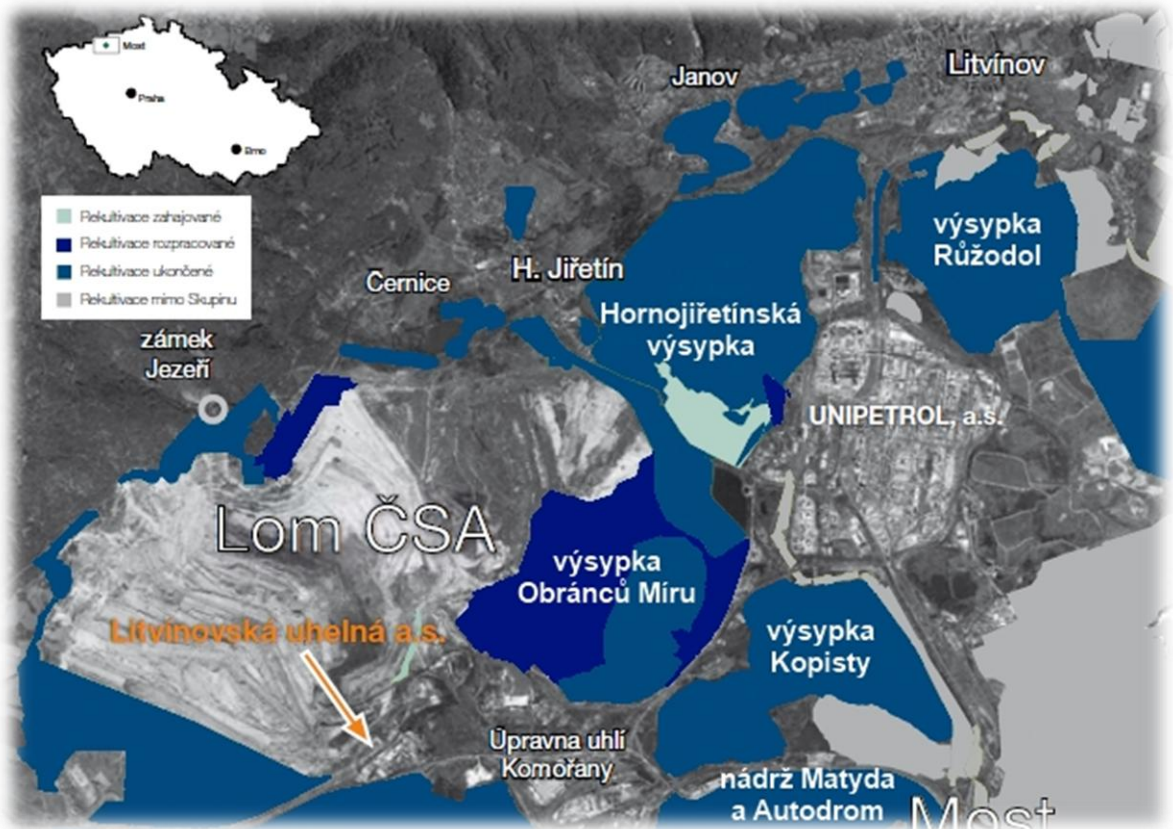 Most
Praha
Brno
Janov
Litvínov
Rekultivace zahajované
Rekultivace rozpracované
Rekultivace ukončené
Rekultivace mimo Skupinu
výsypka
Růžodol
H. Jiřetín
Černice
Hornojiřetínská
výsypka
zámek
Jezeří
UNIPETROL, a.s.
Lom ČSA
výsypka
Obránců Míru
Litvínovská uhelná a.s.
výsypka
Kopisty
Úpravna uhlí
Komořany
nádrž Matyda
a Autodrom
Most